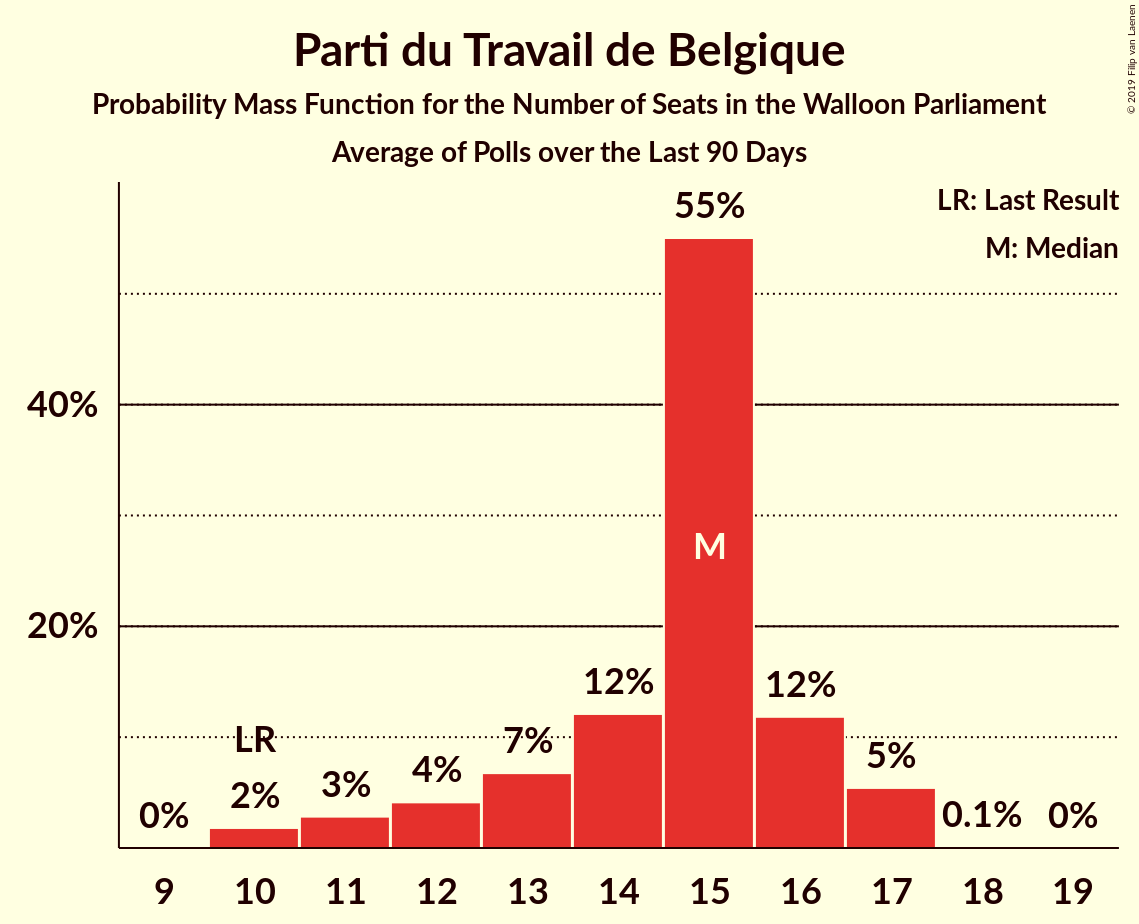 Parti du Travail de Belgique
Probability Mass Function for the Number of Seats in the Walloon Parliament
Average of Polls over the Last 90 Days
© 2019 Filip van Laenen
LR: Last Result
M: Median
40%
20%
0%
LR
2%
3%
4%
7%
12%
55%
M
12%
5%
0.1%
0%
9 10 11 12 13 14 15 16 17 18 19